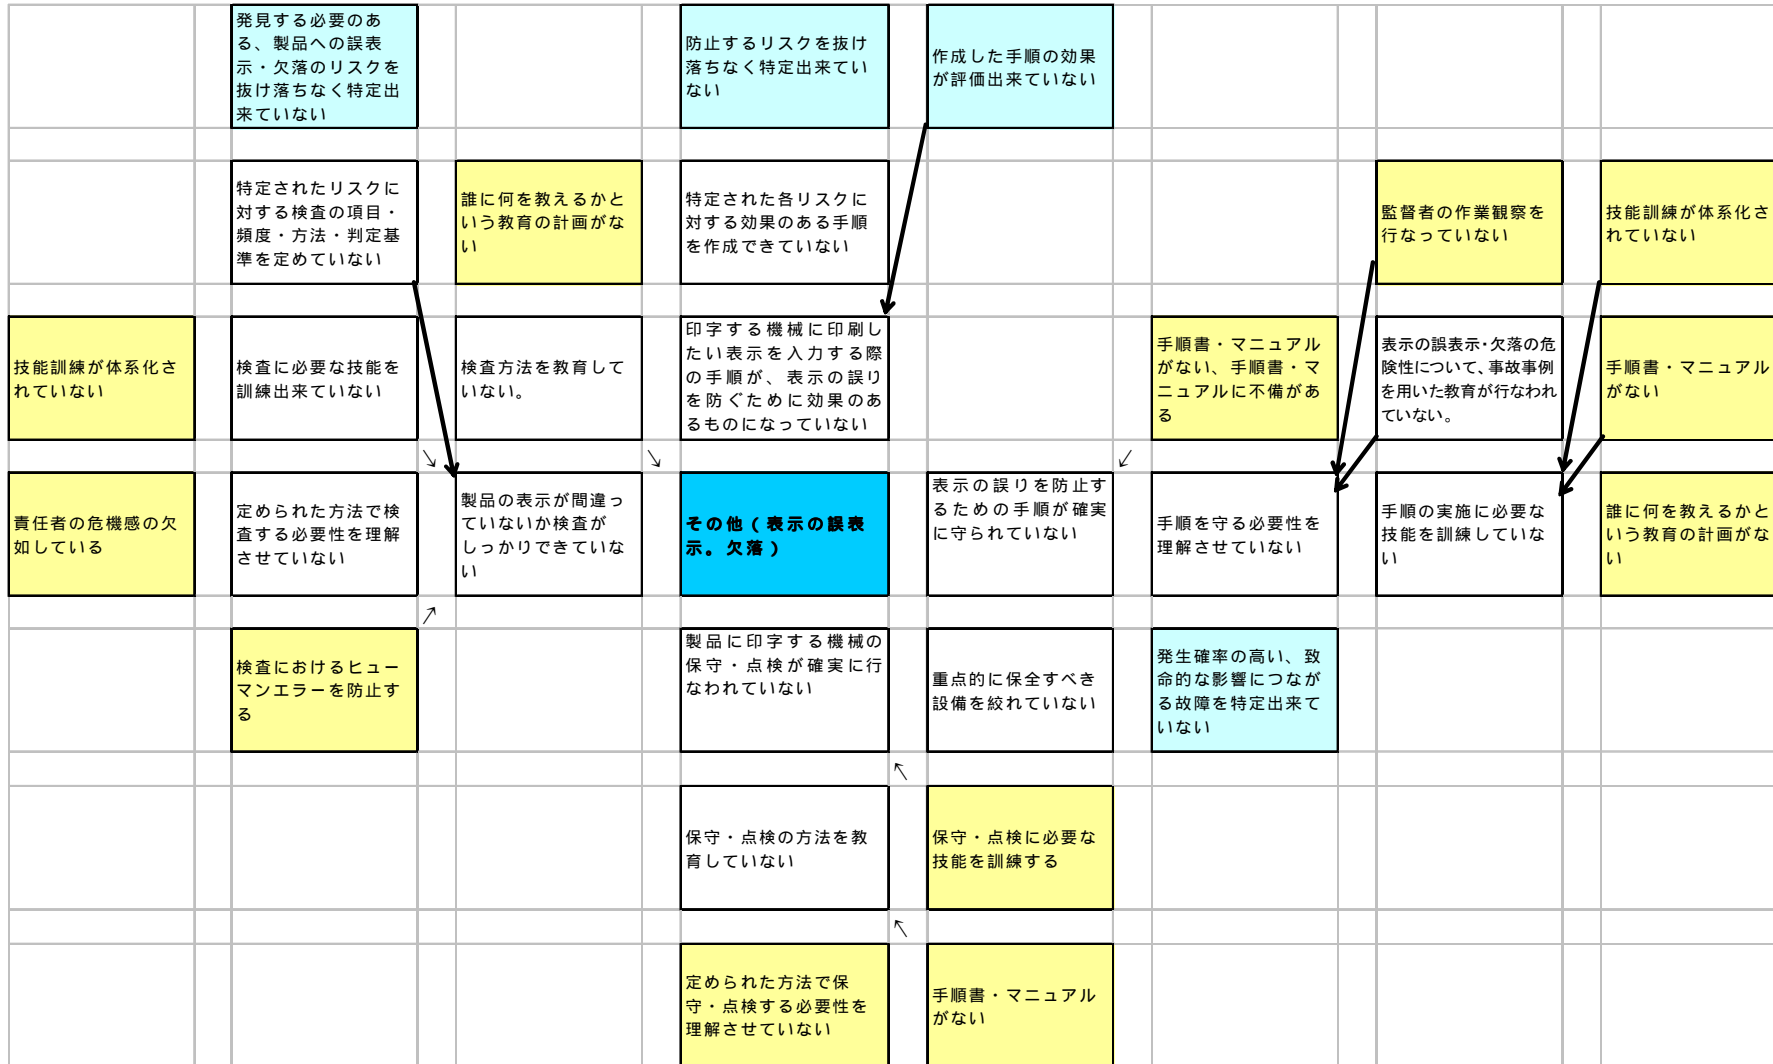 発見する必要のあ
る、製品への誤表
示・欠落のリスクを
抜け落ちなく特定出
来ていない
防止するリスクを抜け
落ちなく特定出来てい
ない
作成した手順の効果
が評価出来ていない
特定されたリスクに
対する検査の項目・
頻度・方法・判定基
準を定めていない
誰に何を教えるかと
いう教育の計画がな
い
特定された各リスクに
対する効果のある手順
を作成できていない
監督者の作業観察を
行なっていない
技能訓練が体系化さ
れていない
技能訓練が体系化さ
れていない
検査に必要な技能を
訓練出来ていない
検査方法を教育して
いない。
印字する機械に印刷し
たい表示を入力する際
の手順が、表示の誤り
を防ぐために効果のあ
るものになっていない
手順書・マニュアル
がない、手順書・マ
ニュアルに不備があ
る
表示の誤表示・欠落の危
険性について、事故事例
を用いた教育が行なわれ
ていない。
手順書・マニュアル
がない
↘
↘
↙
責任者の危機感の欠
如している
定められた方法で検
査する必要性を理解
させていない
製品の表示が間違っ
ていないか検査が
しっかりできていな
い
その他（表示の誤表
示。欠落）
表示の誤りを防止す
るための手順が確実
に守られていない
手順を守る必要性を
理解させていない
手順の実施に必要な
技能を訓練していな
い
誰に何を教えるかと
いう教育の計画がな
い
↗
検査におけるヒュー
マンエラーを防止す
る
製品に印字する機械の
保守・点検が確実に行
なわれていない
重点的に保全すべき
設備を絞れていない
発生確率の高い、致
命的な影響につなが
る故障を特定出来て
いない
↖
保守・点検の方法を教
育していない
保守・点検に必要な
技能を訓練する
↖
定められた方法で保
守・点検する必要性を
理解させていない
手順書・マニュアル
がない